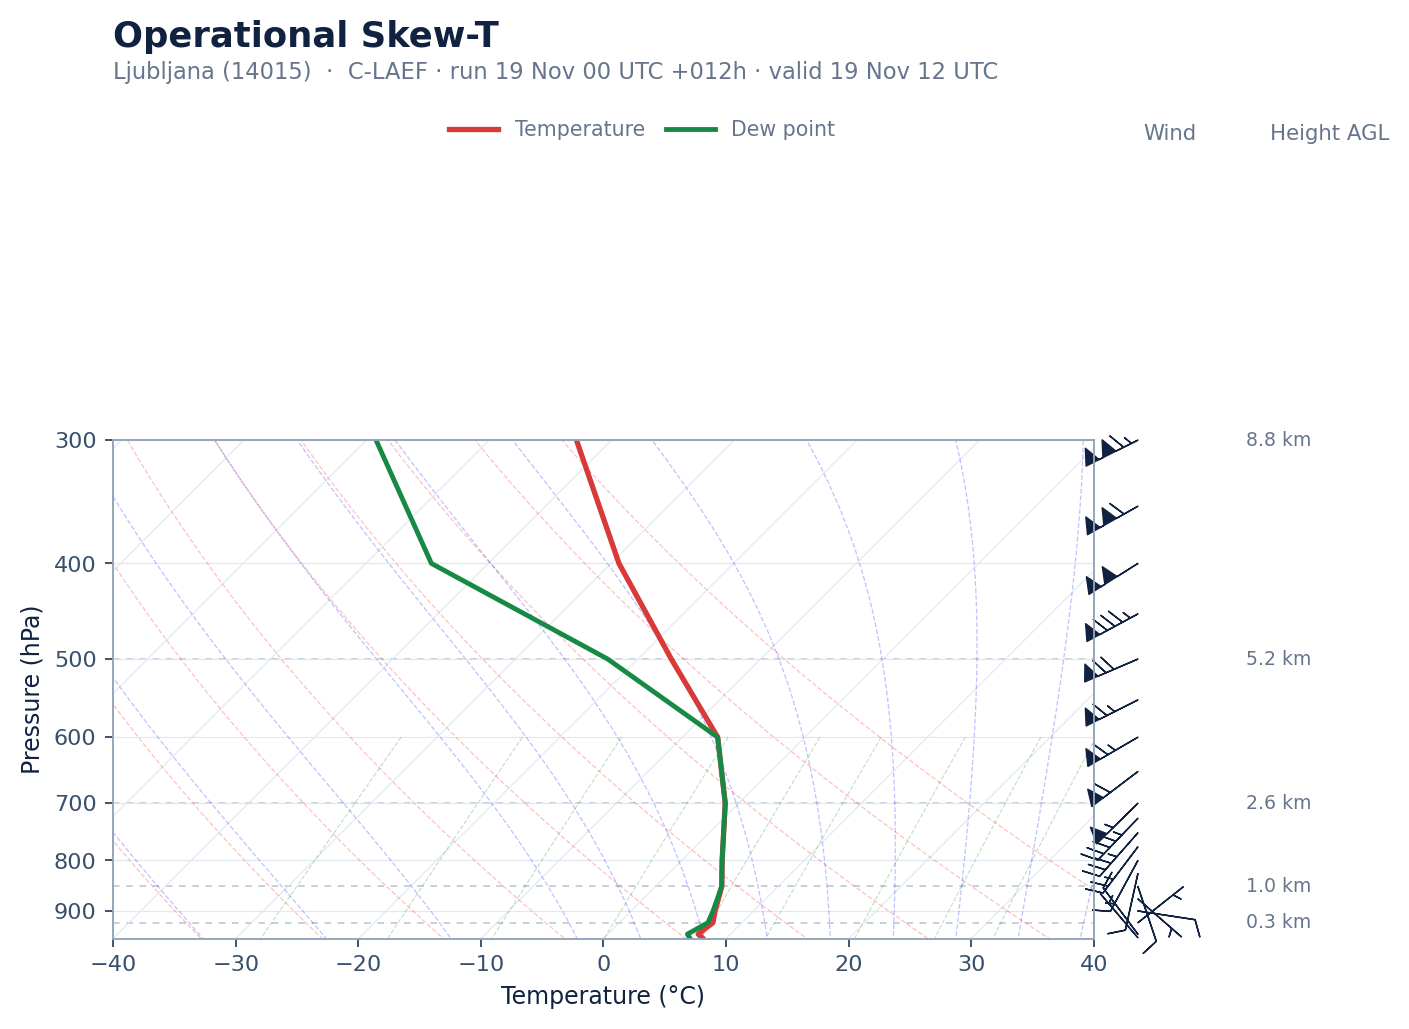 Operational Skew-T
Ljubljana (14015) · C-LAEF · run 19 Nov 00 UTC +012h · valid 19 Nov 12 UTC
Temperature
Dew point
Wind
Height AGL
300
400
500
600
700
800
900
8.8 km
5.2 km
2.6 km
1.0 km
0.3 km
Pressure (hPa)
−40
−30
−20
−10
0
10
20
30
40
Temperature (°C)